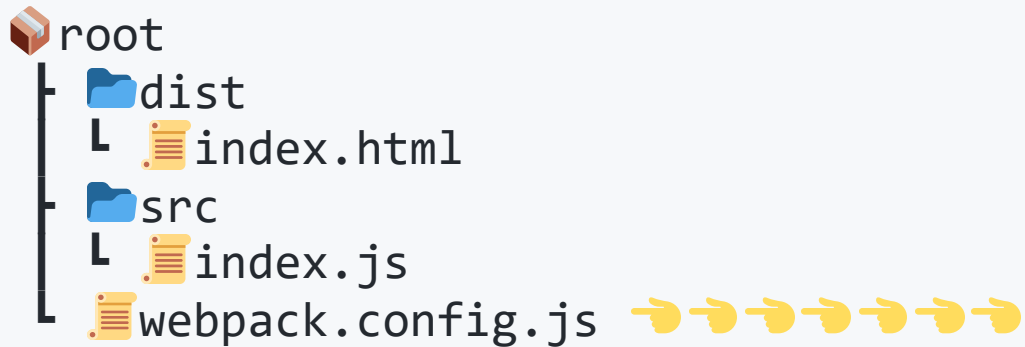 root
dist
index.html
src
index.js
webpack.config.js